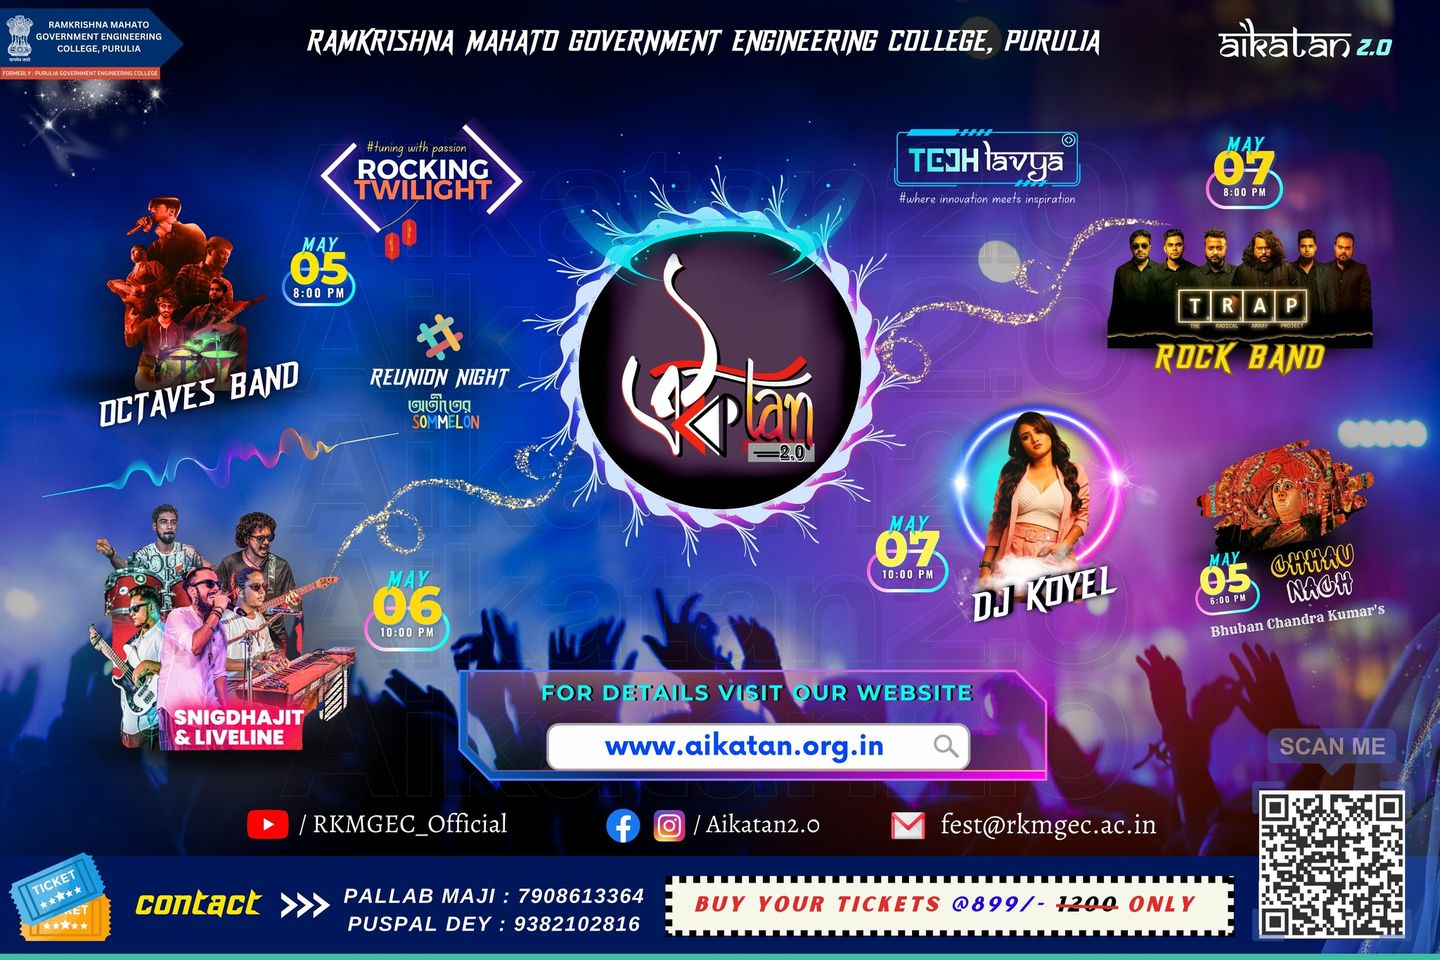 RAMKRISHNA MAHATO
GOVERNMENT ENGINEERING
COLLEGE, PURULIA
FORMERLY : PURULIA GOVERNMENT ENGINEERING COLLEGE
RAMKRISHNA MAHATO GOVERNMENT ENGINEERING COLLEGE, PURULIA
aikatan 2.0
#tuning with passion
ROCKING
TWILIGHT
TECH lavya
#where innovation meets inspiration
MAY
07
8:00 PM
MAY
05
8:00 PM
TRAP
THE RADICAL ARRAY PROJECT
ROCK BAND
OCTAVES BAND
REUNION NIGHT
অতীতের
SOMMELON
ঐকtan
2.0
MAY
07
10:00 PM
DJ KOYEL
MAY
05
6:00 PM
CHHAU
NACH
Bhuban Chandra Kumar's
MAY
06
10:00 PM
SNIGDHAJIT
& LIVELINE
FOR DETAILS VISIT OUR WEBSITE
www.aikatan.org.in
SCAN ME
/ RKMGEC_Official
/ Aikatan2.0
fest@rkmgec.ac.in
TICKET
contact >>> PALLAB MAJI : 7908613364
PUSPAL DEY : 9382102816
BUY YOUR TICKETS @899/- 1200 ONLY